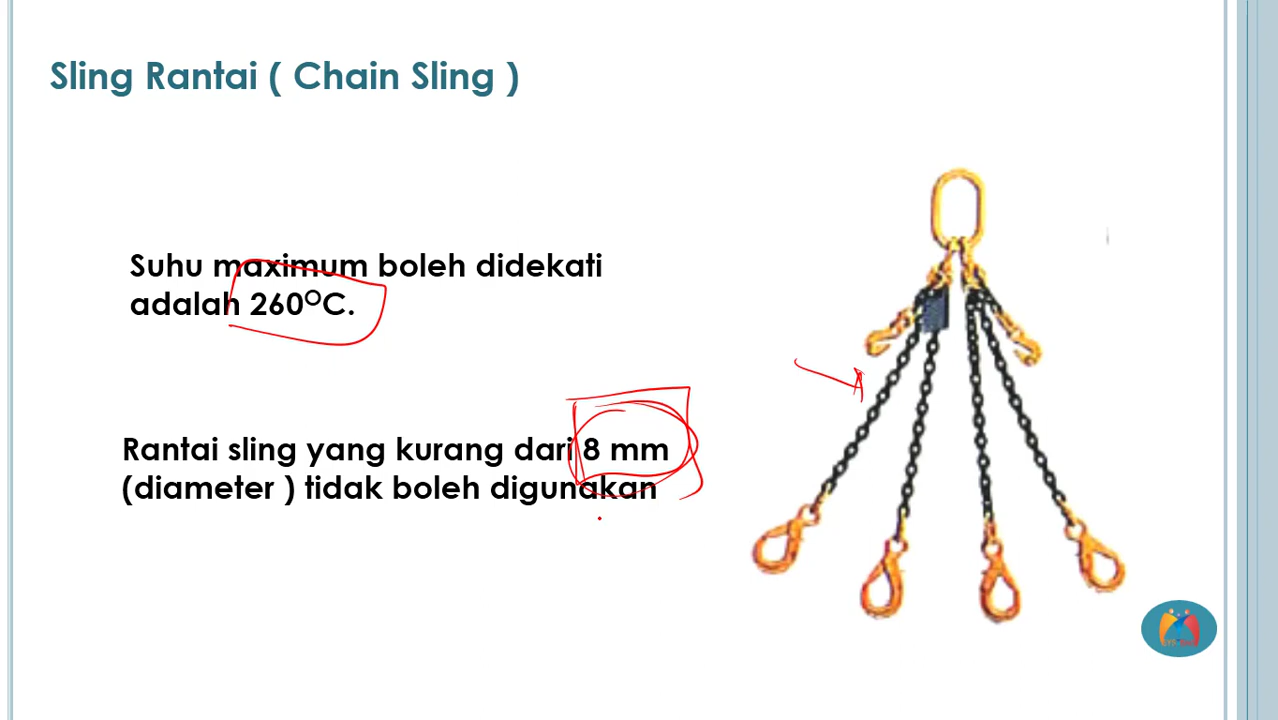 Sling Rantai ( Chain Sling )
Suhu maximum boleh didekati
adalah 260°C.
Rantai sling yang kurang dari 8 mm
(diameter ) tidak boleh digunakan